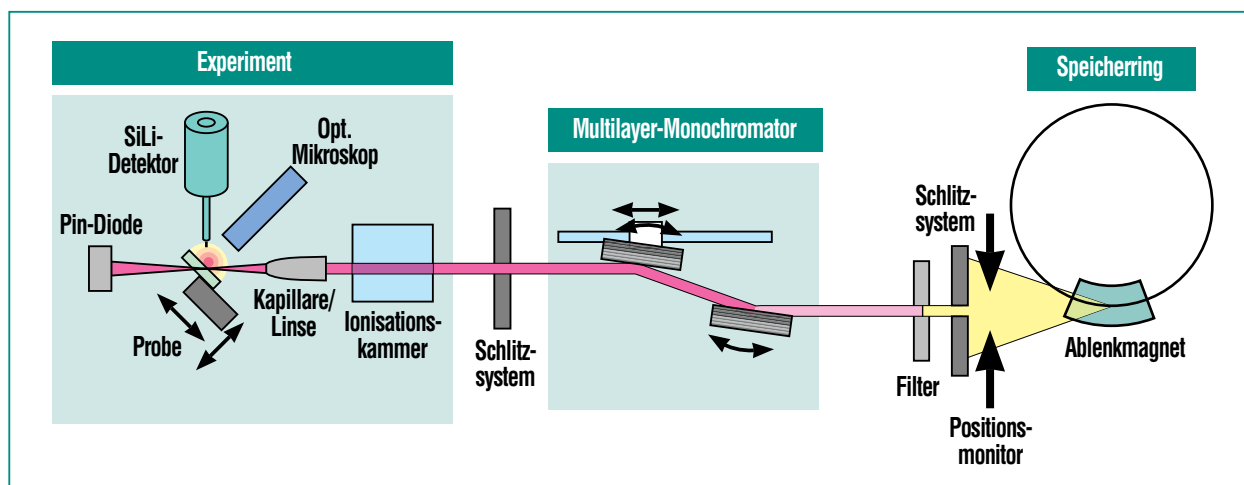 Experiment
SiLi-
Detektor
Opt.
Mikroskop
Pin-Diode
Probe
Kapillare/
Linse
Ionisations-
kammer
Schlitz-
system
Multilayer-Monochromator
Speicherring
Schlitz-
system
Filter
Positions-
monitor
Ablenkmagnet